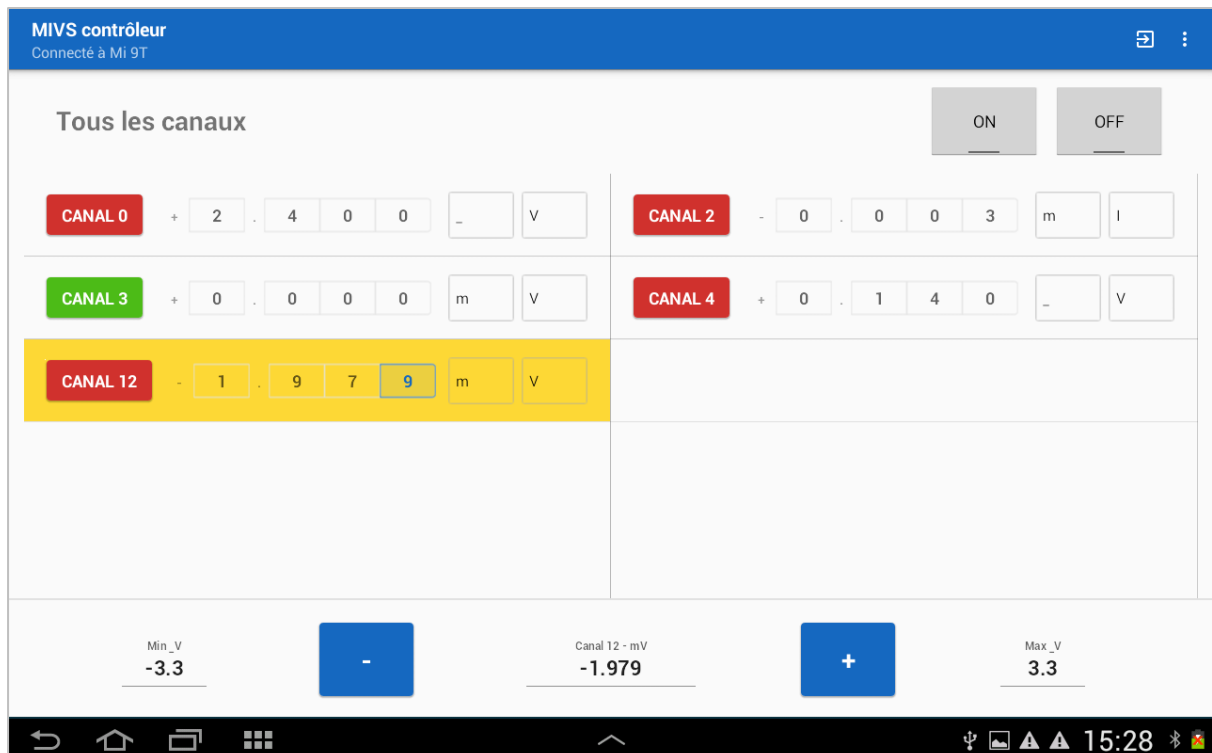 MIVS contrôleur
Connecté à Mi 9T
Tous les canaux
ON
OFF
CANAL 0 + 2 . 4 0 0 _ V
CANAL 2 - 0 . 0 0 3 m I
CANAL 3 + 0 . 0 0 0 m V
CANAL 4 + 0 . 1 4 0 _ V
CANAL 12 - 1 . 9 7 9 m V
Min _V
-3.3
-
Canal 12 - mV
-1.979
+
Max _V
3.3
15:28